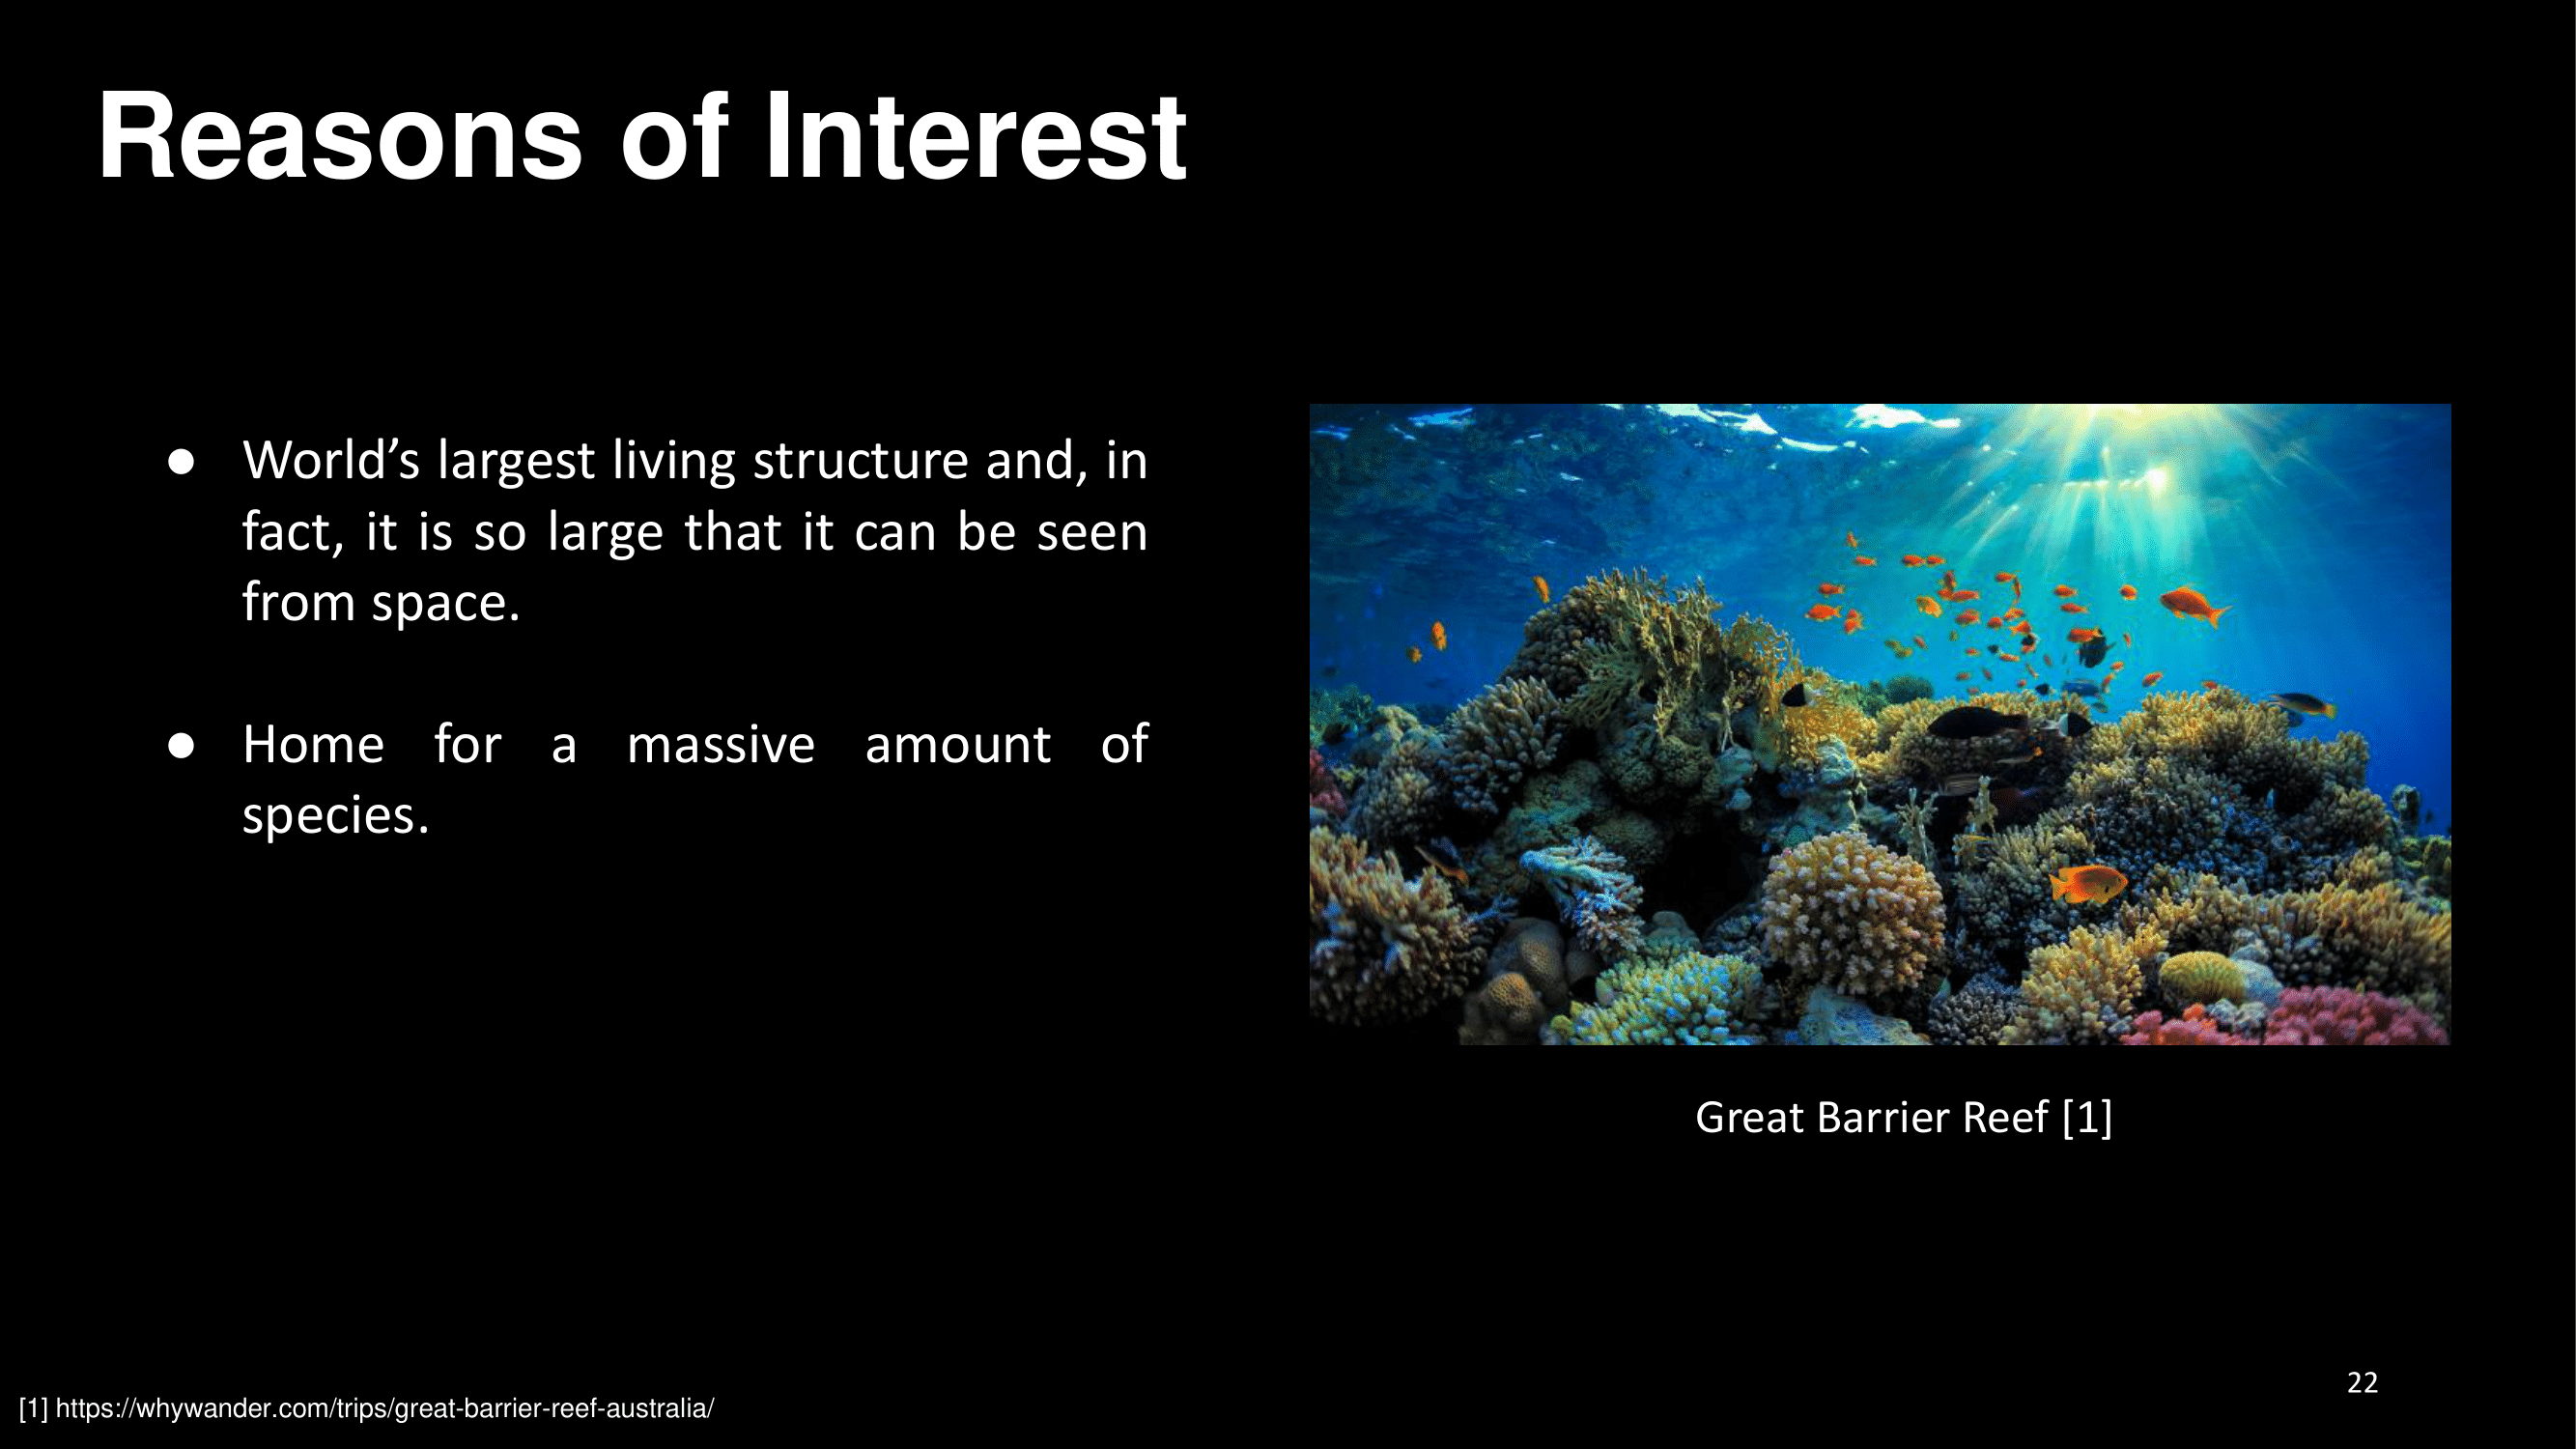 Reasons of Interest
● World’s largest living structure and, in
fact, it is so large that it can be seen
from space.
● Home for a massive amount of
species.
Great Barrier Reef [1]
22
[1] https://whywander.com/trips/great-barrier-reef-australia/